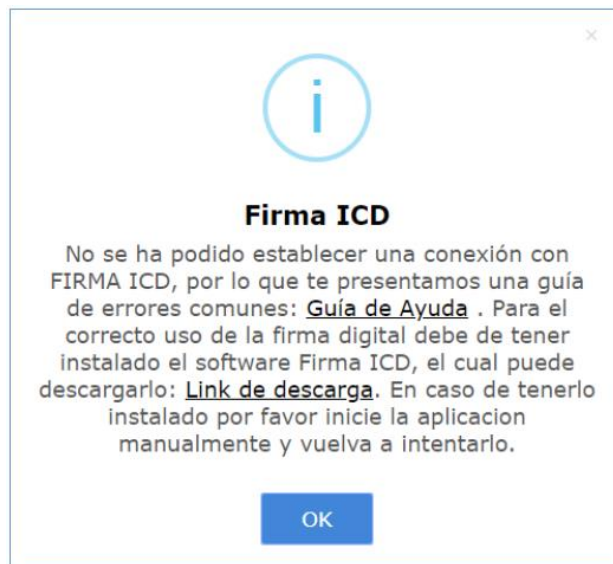 ×
i
Firma ICD
No se ha podido establecer una conexión con
FIRMA ICD, por lo que te presentamos una guía
de errores comunes: Guía de Ayuda . Para el
correcto uso de la firma digital debe de tener
instalado el software Firma ICD, el cual puede
descargarlo: Link de descarga. En caso de tenerlo
instalado por favor inicie la aplicacion
manualmente y vuelva a intentarlo.
OK